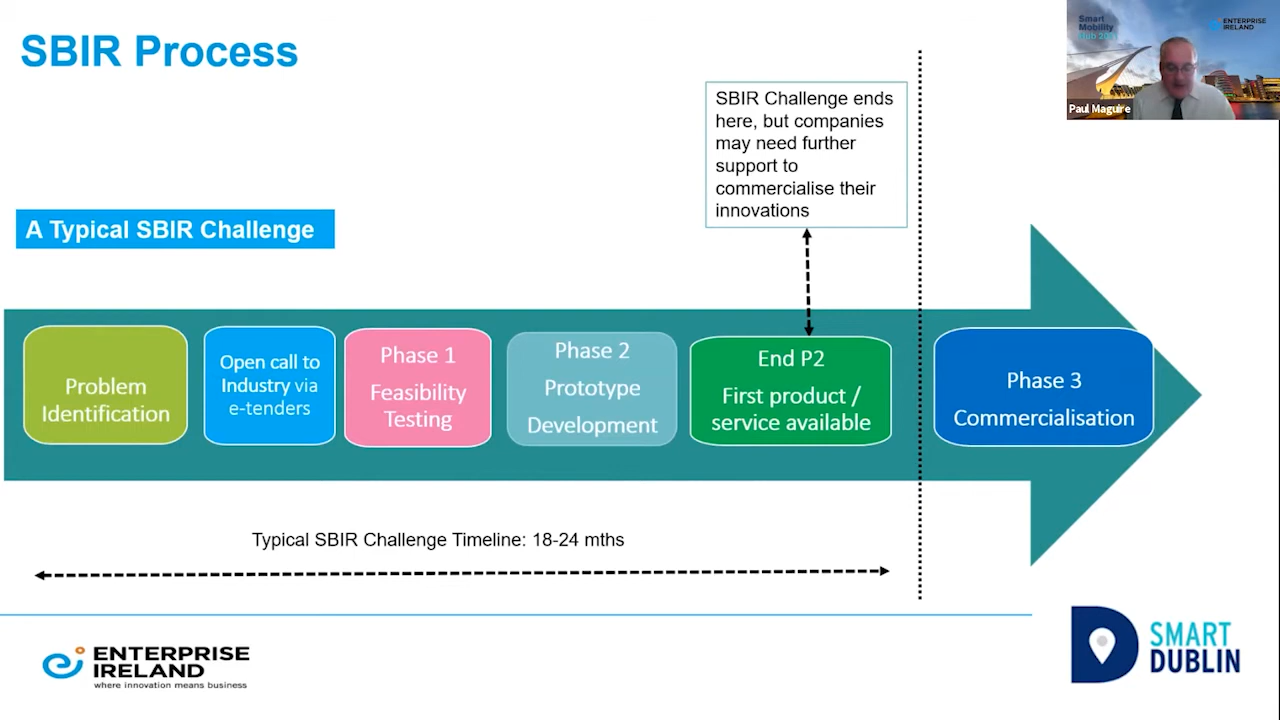 SBIR Process
Smart
Mobility
Hub
ENTERPRISE
IRELAND
Paul Maguire
SBIR Challenge ends
here, but companies
may need further
support to
commercialise their
innovations
A Typical SBIR Challenge
Problem
Identification
Open call to
Industry via
e-tenders
Phase 1
Feasibility
Testing
Phase 2
Prototype
Development
End P2
First product /
service available
Phase 3
Commercialisation
Typical SBIR Challenge Timeline: 18-24 mths
ENTERPRISE
IRELAND
where innovation means business
SMART
DUBLIN